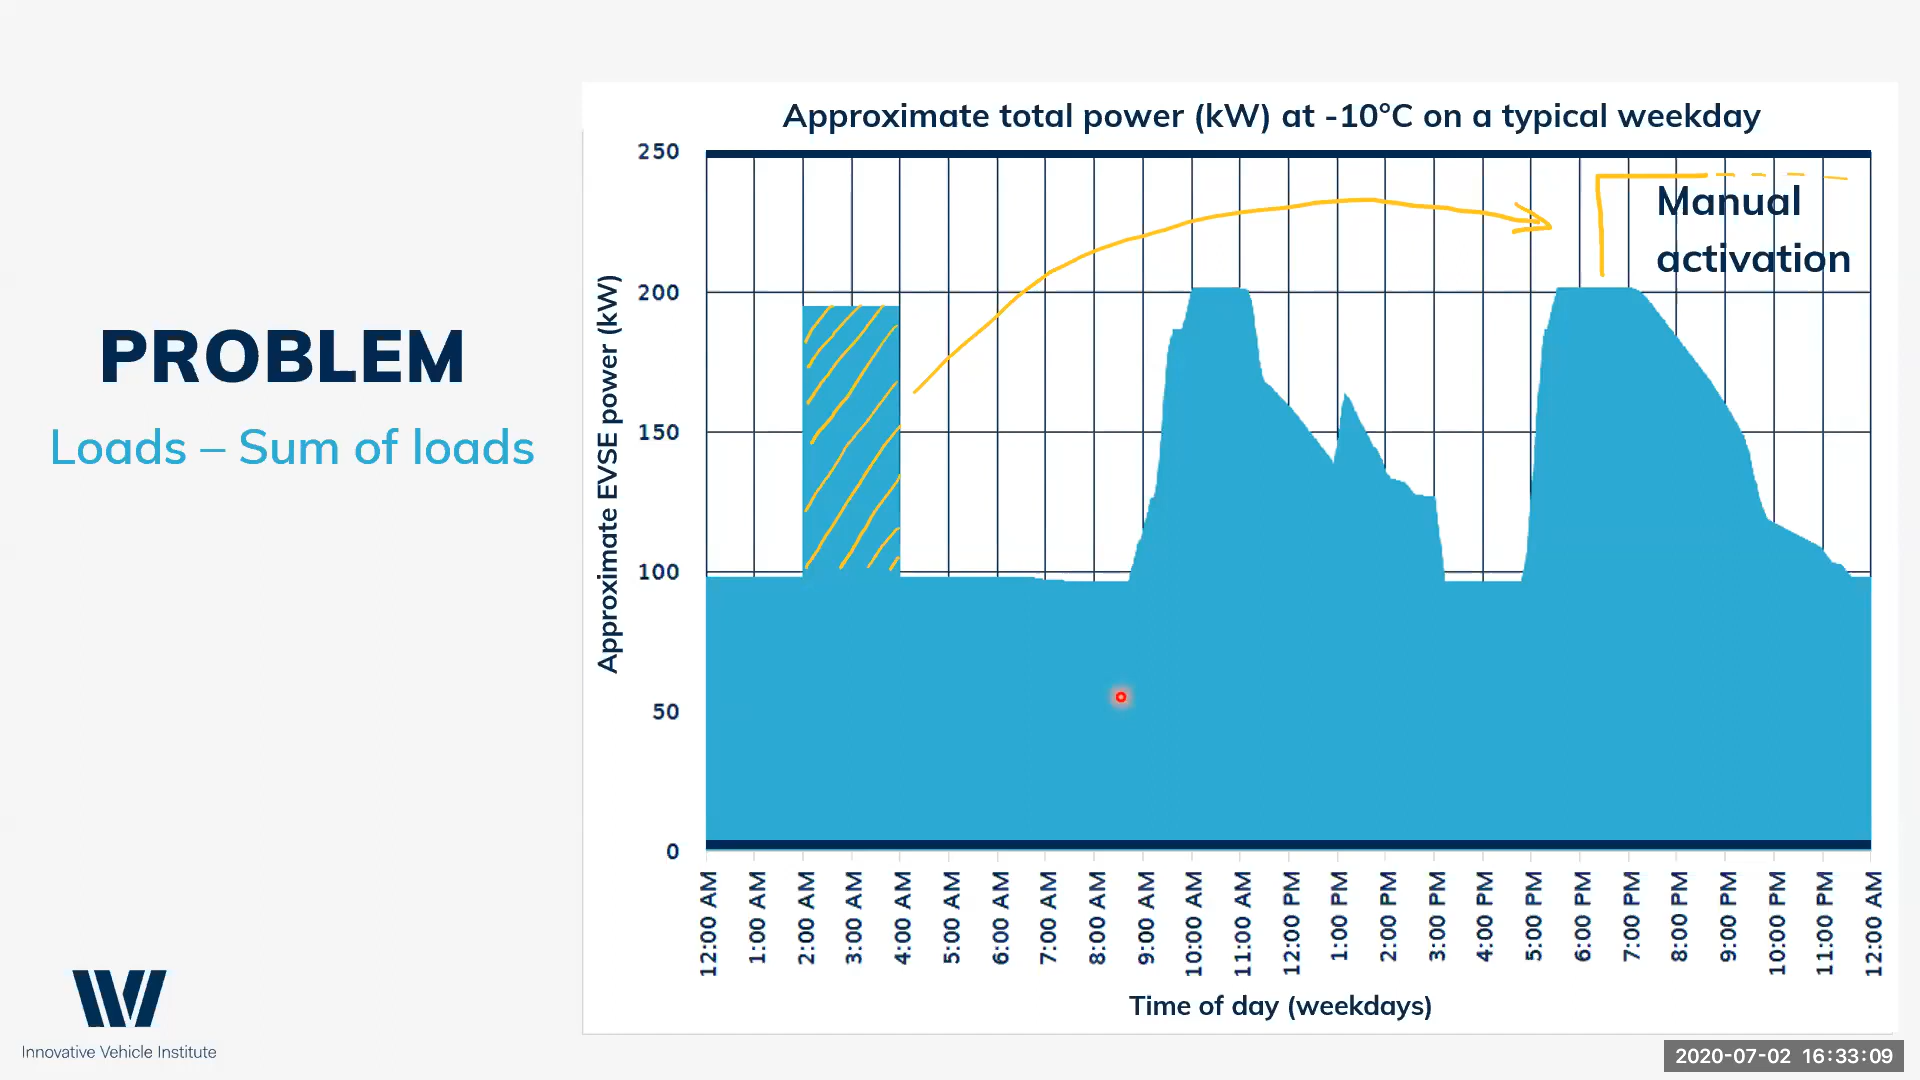 PROBLEM
Loads – Sum of loads
Approximate total power (kW) at -10°C on a typical weekday
Manual
activation
Approximate EVSE power (kW)
250
200
150
100
50
0
12:00 AM
1:00 AM
2:00 AM
3:00 AM
4:00 AM
5:00 AM
6:00 AM
7:00 AM
8:00 AM
9:00 AM
10:00 AM
11:00 AM
12:00 PM
1:00 PM
2:00 PM
3:00 PM
4:00 PM
5:00 PM
6:00 PM
7:00 PM
8:00 PM
9:00 PM
10:00 PM
11:00 PM
12:00 AM
Time of day (weekdays)
Innovative Vehicle Institute
2020-07-02 16:33:09